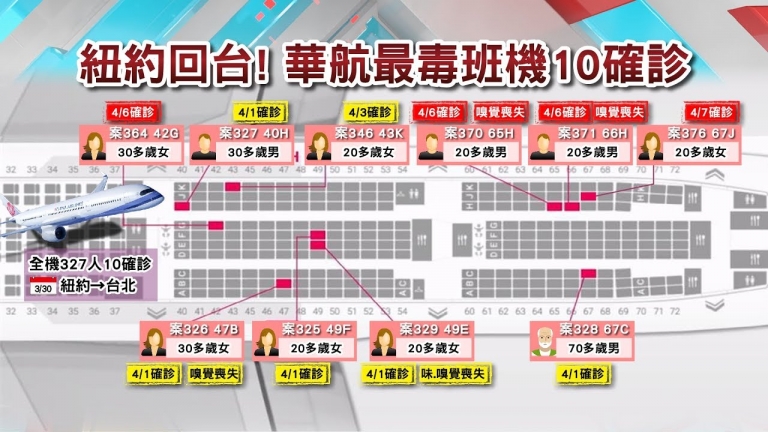 紐約回台! 華航最毒班機10確診
4/6確診
4/1確診
4/3確診
4/6確診 嗅覺喪失
4/6確診 嗅覺喪失
4/7確診
案364 42G
30多歲女
案327 40H
30多歲男
案346 43K
20多歲女
案370 65H
20多歲男
案371 66H
20多歲男
案376 67J
20多歲女
全機327人10確診
3/30 紐約→台北
案326 47B
30多歲女
案325 49F
20多歲女
案329 49E
20多歲女
案328 67C
70多歲男
4/1確診 嗅覺喪失
4/1確診
4/1確診 味.嗅覺喪失
4/1確診